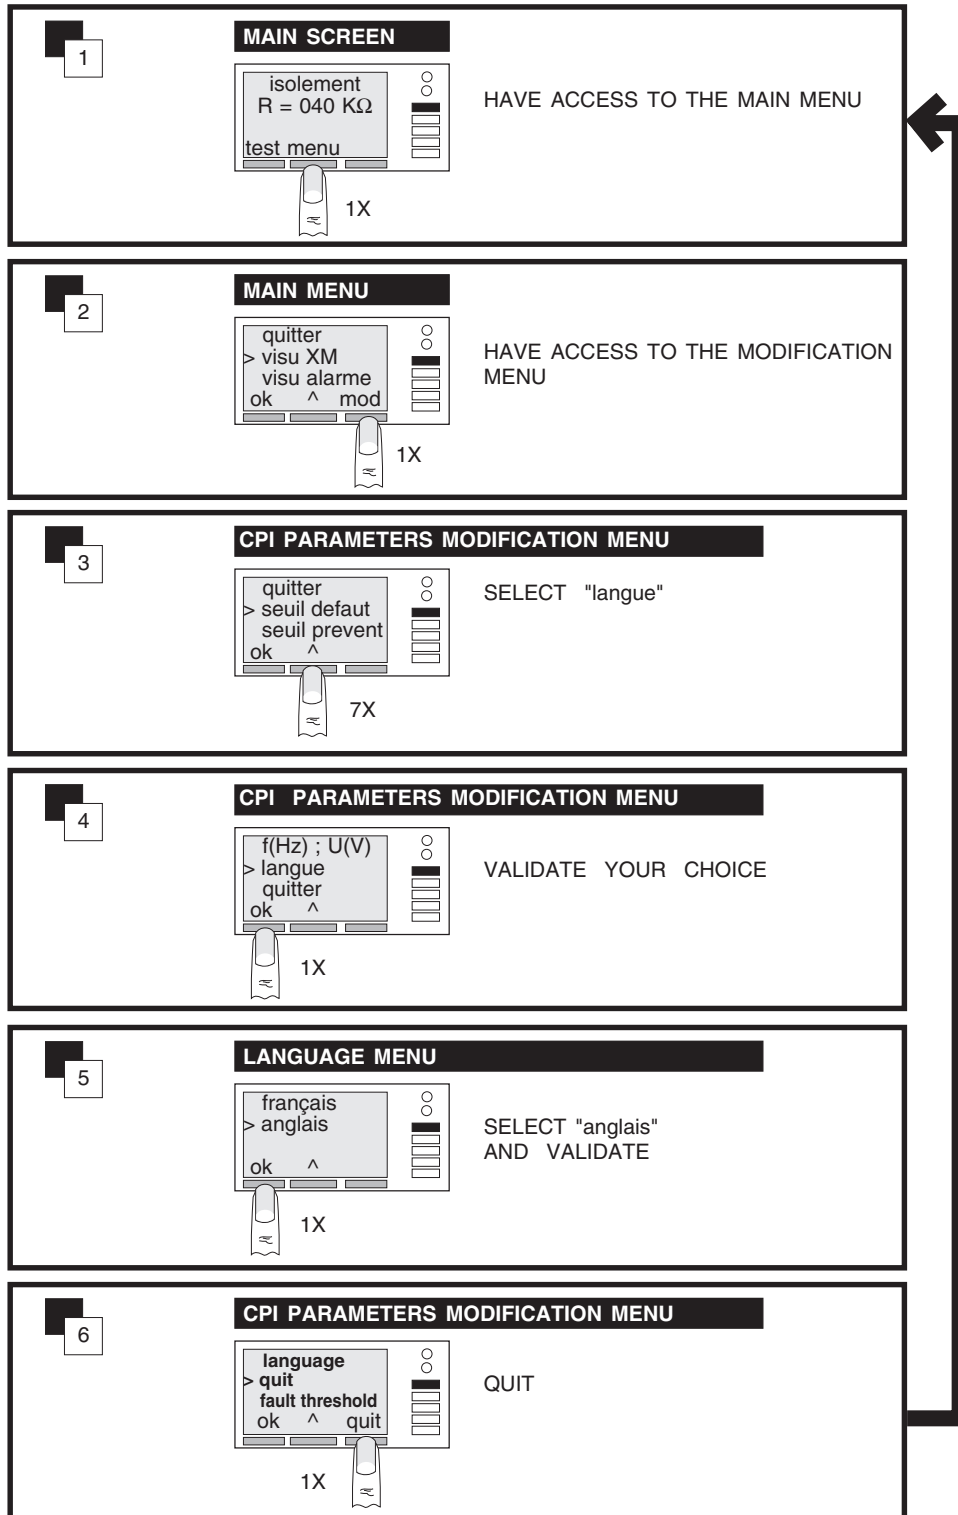 1
MAIN SCREEN
isolement
R = 040 KΩ
test menu
1X
HAVE ACCESS TO THE MAIN MENU
2
MAIN MENU
quitter
> visu XM
visu alarme
ok ^ mod
1X
HAVE ACCESS TO THE MODIFICATION
MENU
3
CPI PARAMETERS MODIFICATION MENU
quitter
> seuil defaut
seuil prevent
ok ^
7X
SELECT "langue"
4
CPI PARAMETERS MODIFICATION MENU
f(Hz) ; U(V)
> langue
quitter
ok ^
1X
VALIDATE YOUR CHOICE
5
LANGUAGE MENU
français
> anglais
ok ^
1X
SELECT "anglais"
AND VALIDATE
6
CPI PARAMETERS MODIFICATION MENU
language
> quit
fault threshold
ok ^ quit
1X
QUIT